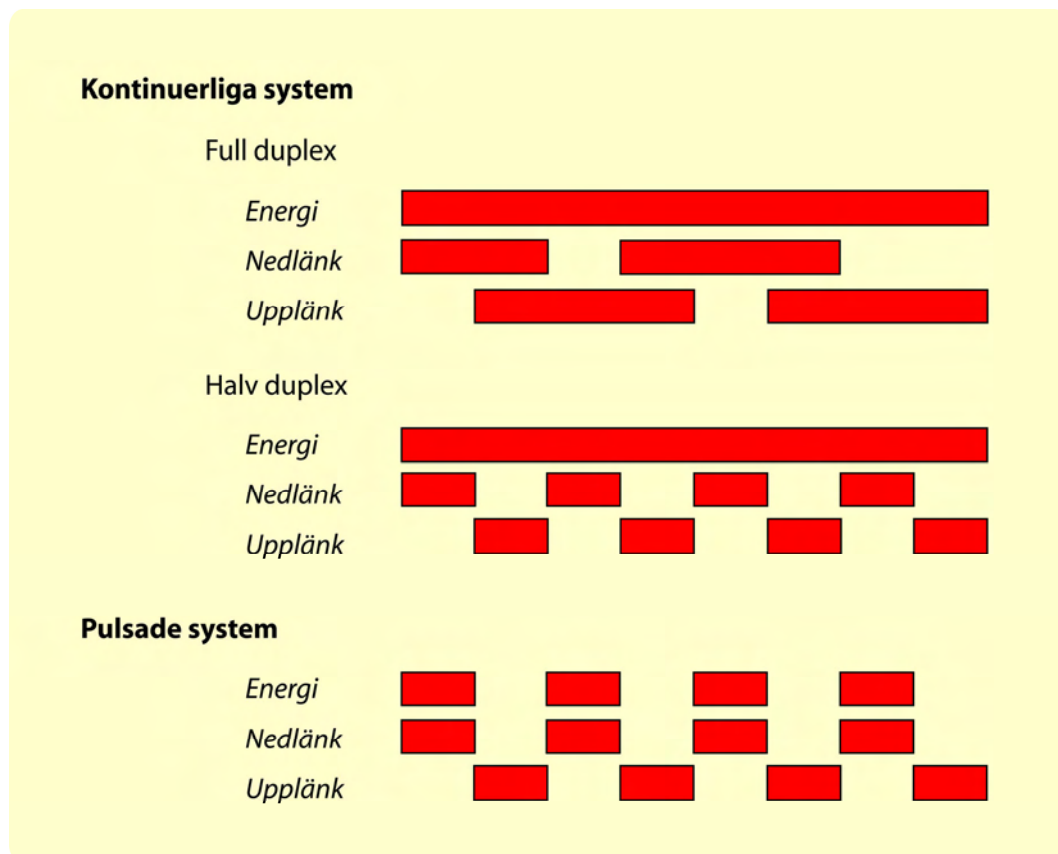 Kontinuerliga system
Full duplex
Energi
Nedlänk
Upplänk
Halv duplex
Energi
Nedlänk
Upplänk
Pulsade system
Energi
Nedlänk
Upplänk